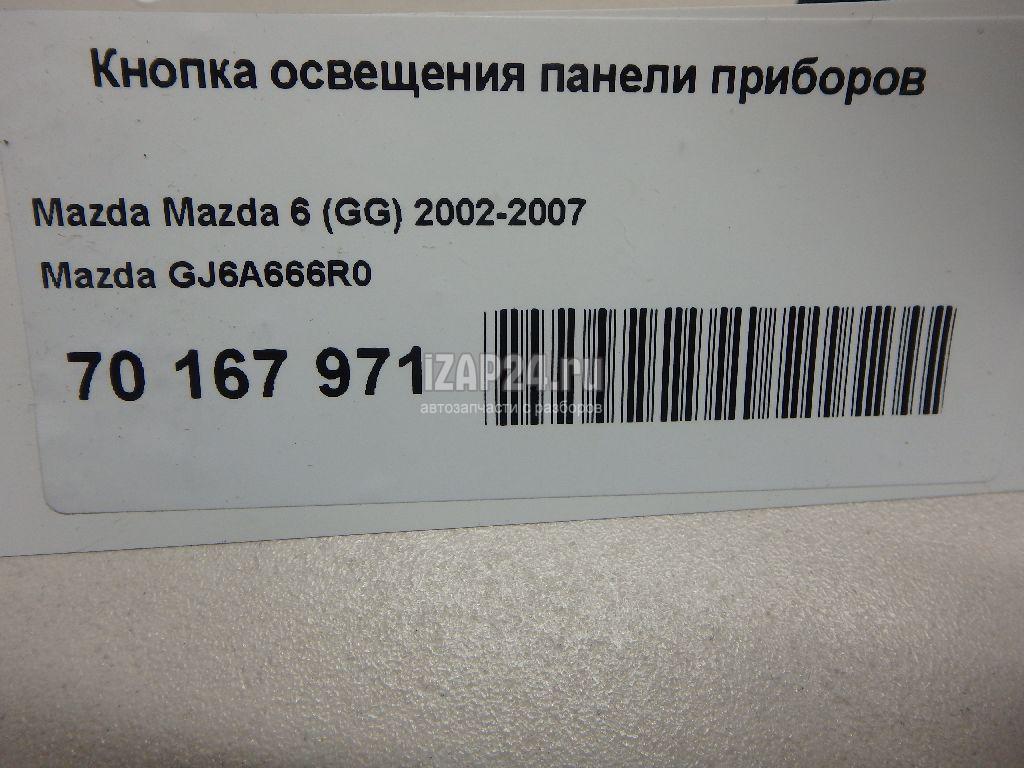 Кнопка освещения панели приборов
Mazda Mazda 6 (GG) 2002-2007
Mazda GJ6A666R0
70 167 971
iZAP24.ru
автозапчасти с разборов